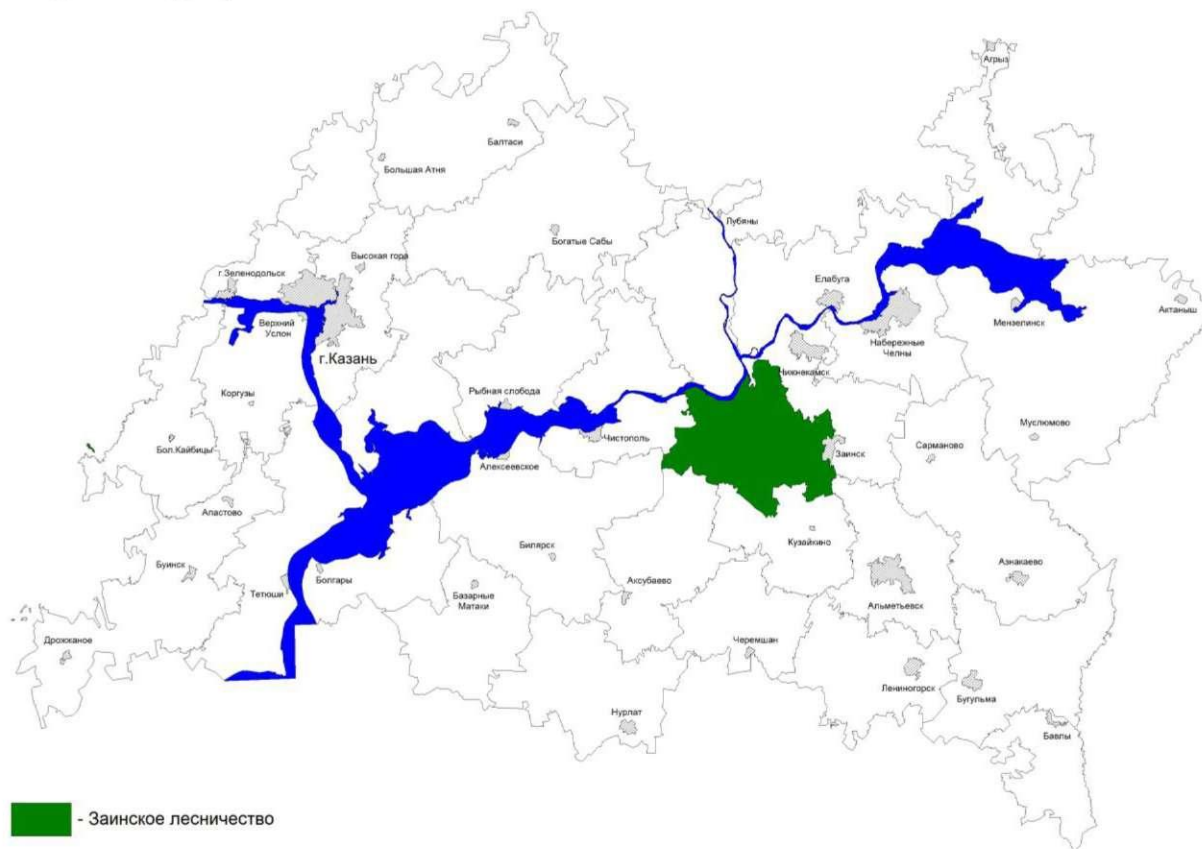 Агрыз
Балтаси
Большая Атня
Лубяны
Богатые Сабы
Высокая гора
г.Зеленодольск
Елабуга
Актаныш
Мензелинск
Верхний
Услон
Набережные
Челны
г.Казань
Чижнекамск
Рыбная слобода
Коргузы
Муслюмово
Чистополь
Сарманово
Бол.Кайбицы
Заинск
Алексеевское
Апастово
Кузайкино
Билярск
Буинск
Болгары
Азнакаево
Аксубаево
Тетюши
Базарные
Матаки
Альметьевск
Дрожжаное
Черемшан
Лениногорск
Бугульма
Нурлат
Бавлы
- Заинское лесничество